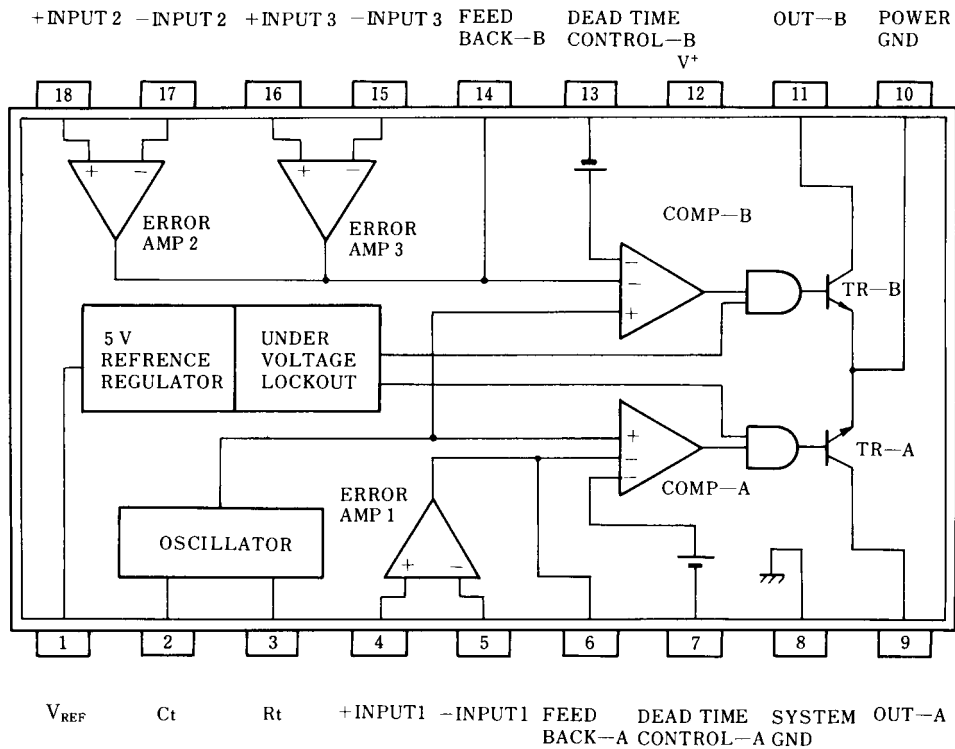 +INPUT 2 −INPUT 2 +INPUT 3 −INPUT 3 FEED BACK—B DEAD TIME CONTROL—B V+ OUT—B POWER GND
18 17 16 15 14 13 12 11 10
+ −
+ −
ERROR
AMP 2
ERROR
AMP 3
COMP—B
−
−
+
TR—B
5 V
REFRENCE
REGULATOR
UNDER
VOLTAGE
LOCKOUT
+
−
−
COMP—A
TR—A
ERROR
AMP 1
+ −
OSCILLATOR
1 2 3 4 5 6 7 8 9
VREF Ct Rt +INPUT1 −INPUT1 FEED BACK—A DEAD TIME CONTROL—A SYSTEM GND OUT—A